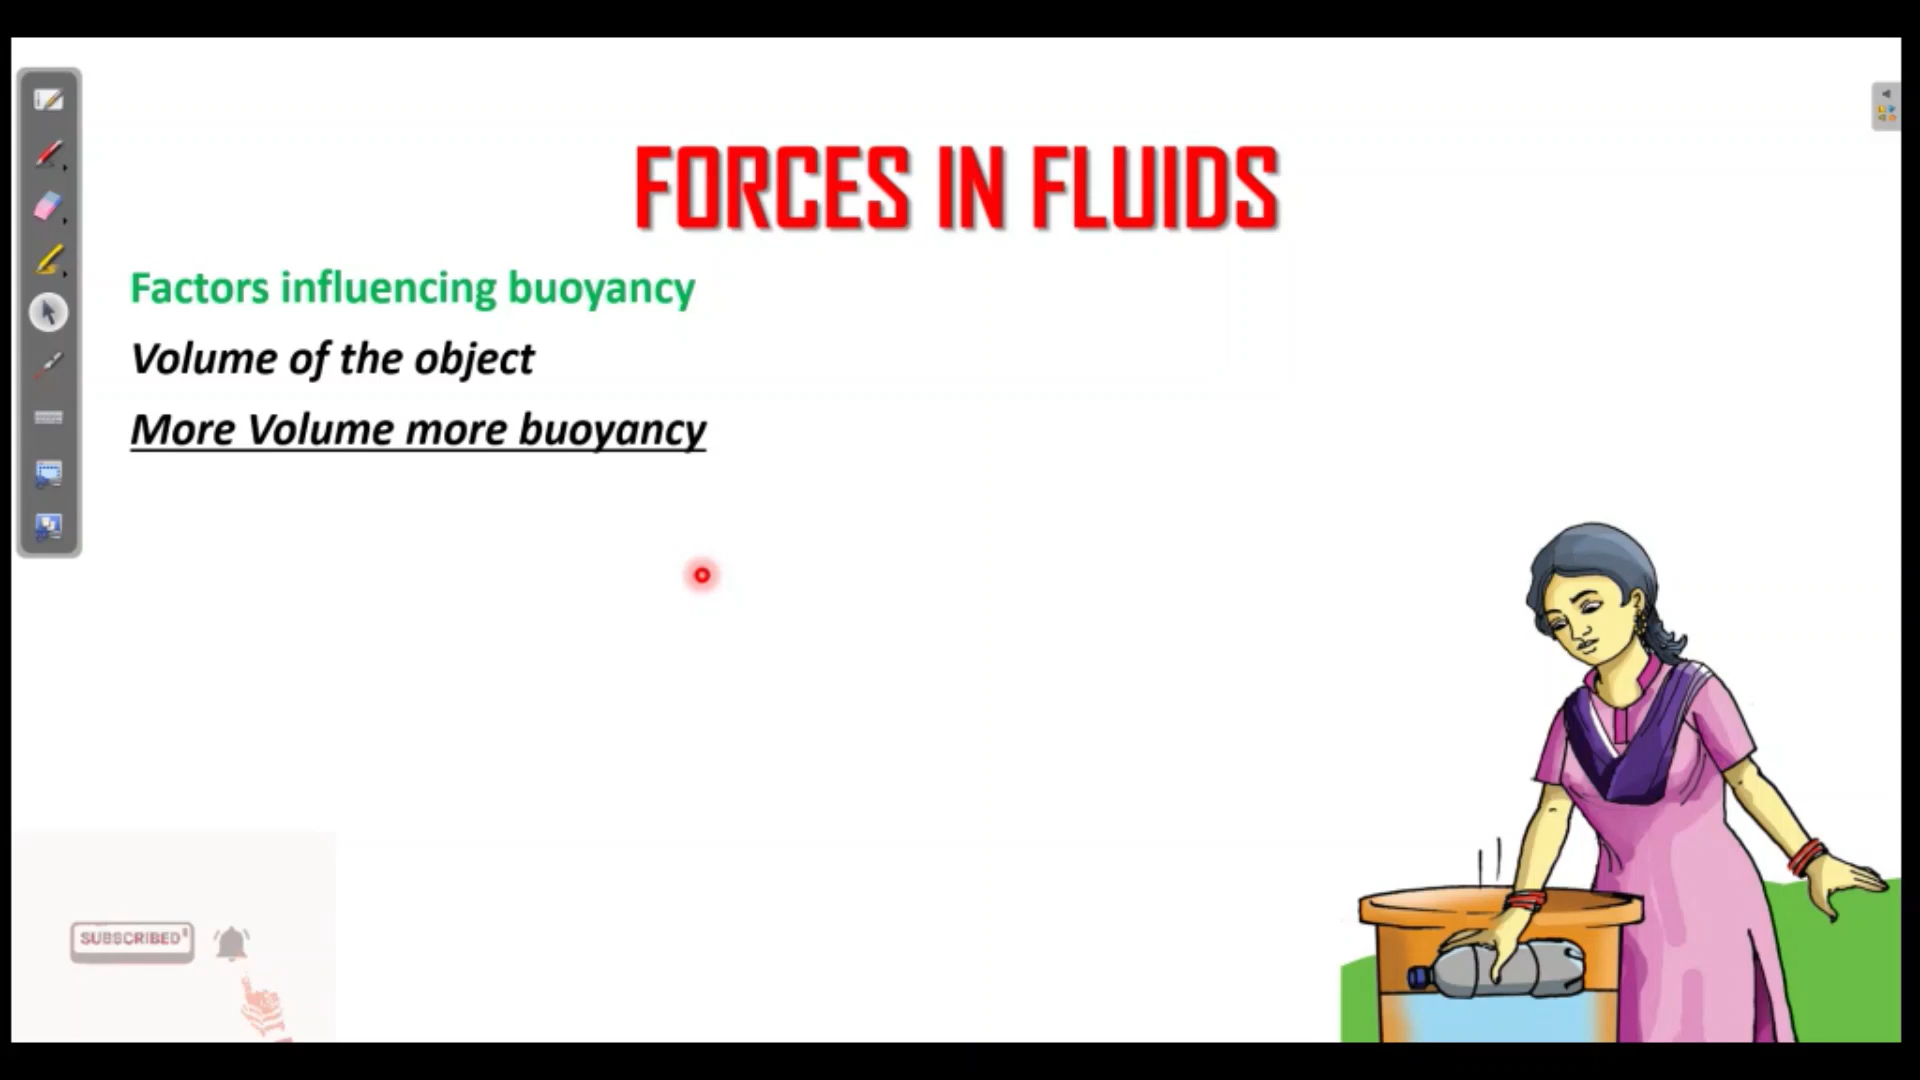 FORCES IN FLUIDS
Factors influencing buoyancy
Volume of the object
More Volume more buoyancy
SUBSCRIBED